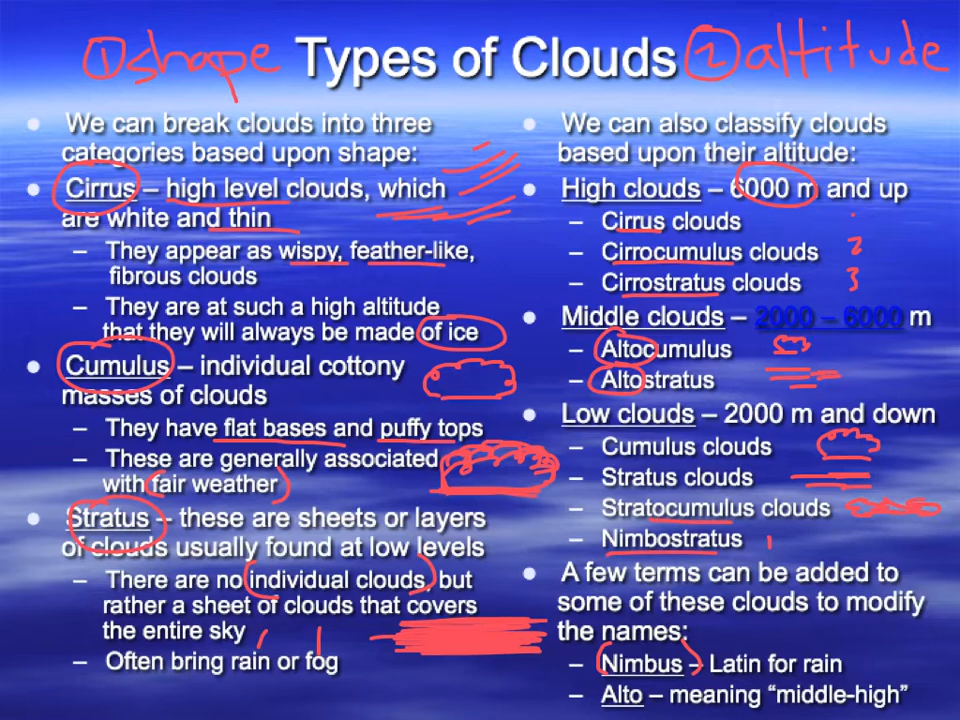 ① shape Types of Clouds ② altitude
We can break clouds into three
categories based upon shape:
Cirrus – high level clouds, which
are white and thin
– They appear as wispy, feather-like,
fibrous clouds
– They are at such a high altitude
that they will always be made of ice
Cumulus – individual cottony
masses of clouds
– They have flat bases and puffy tops
– These are generally associated
with fair weather
Stratus – these are sheets or layers
of clouds usually found at low levels
– There are no individual clouds, but
rather a sheet of clouds that covers
the entire sky
– Often bring rain or fog
We can also classify clouds
based upon their altitude:
High clouds – 6000 m and up
– Cirrus clouds
– Cirrocumulus clouds 2
– Cirrostratus clouds 3
Middle clouds – 2000 – 6000 m
– Altocumulus
– Altostratus
Low clouds – 2000 m and down
– Cumulus clouds
– Stratus clouds
– Stratocumulus clouds
– Nimbostratus
A few terms can be added to
some of these clouds to modify
the names:
– Nimbus – Latin for rain
– Alto – meaning “middle-high”